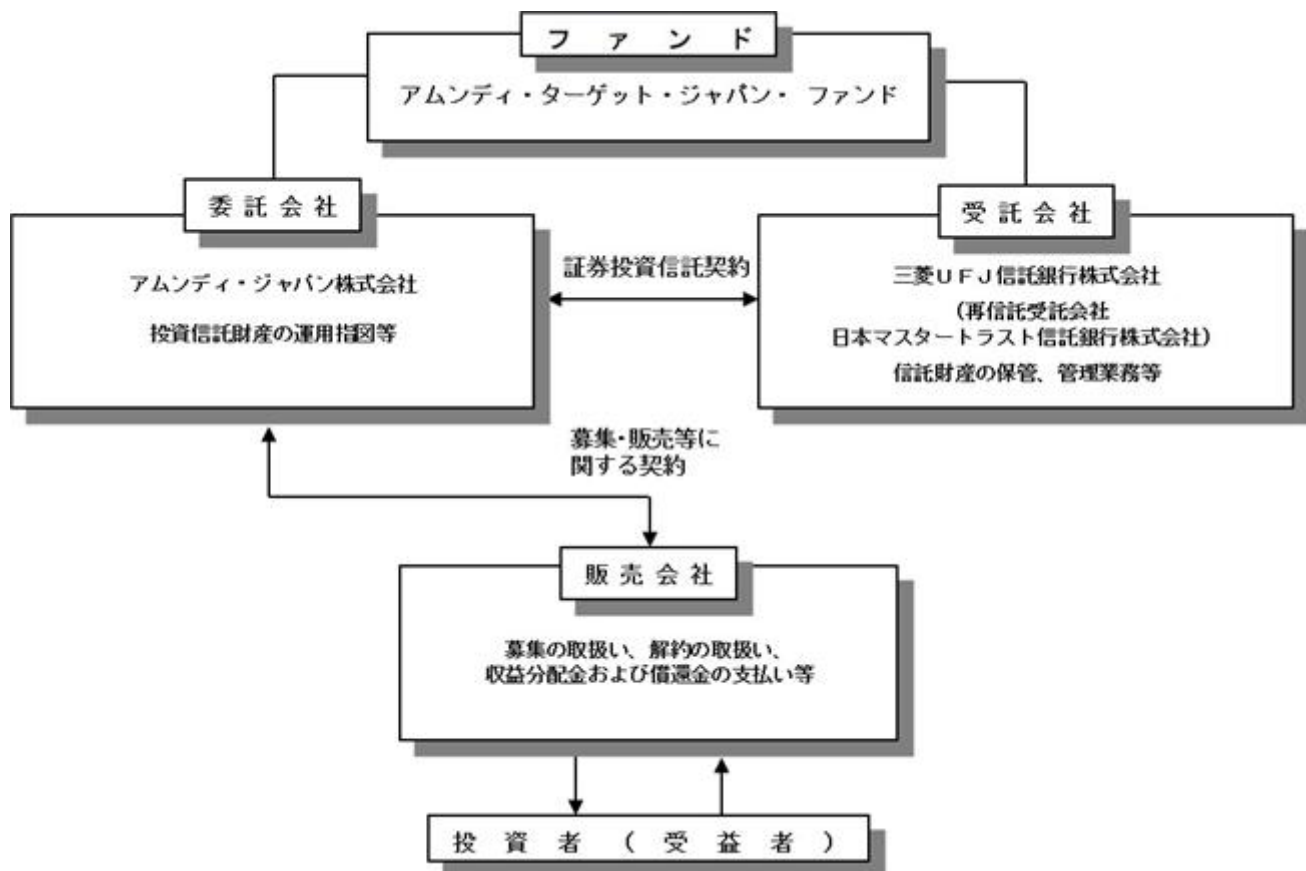 ファンド
アムンディ・ターゲット・ジャパン・ファンド
委託会社
アムンディ・ジャパン株式会社
投資信託財産の運用指図等
証券投資信託契約
受託会社
三菱UFJ信託銀行株式会社
(再信託受託会社
日本マスタートラスト信託銀行株式会社)
信託財産の保管、管理業務等
募集・販売等に
関する契約
販売会社
募集の取扱い、解約の取扱い、
収益分配金および償還金の支払い等
投資者(受益者)